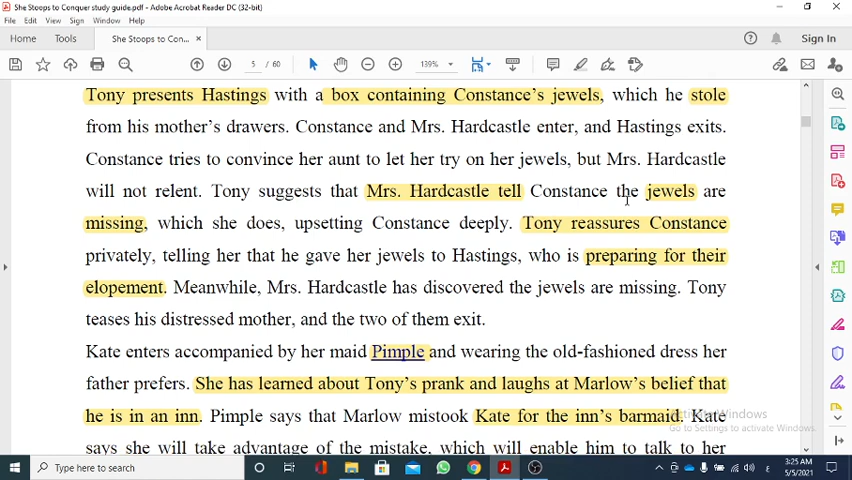 She Stoops to Conquer study guide.pdf - Adobe Acrobat Reader DC (32-bit)
File Edit View Sign Window Help
Home Tools She Stoops to Con... × Sign In
5 / 60 139%
Tony presents Hastings with a box containing Constance's jewels, which he stole
from his mother's drawers. Constance and Mrs. Hardcastle enter, and Hastings exits.
Constance tries to convince her aunt to let her try on her jewels, but Mrs. Hardcastle
will not relent. Tony suggests that Mrs. Hardcastle tell Constance the jewels are
missing, which she does, upsetting Constance deeply. Tony reassures Constance
privately, telling her that he gave her jewels to Hastings, who is preparing for their
elopement. Meanwhile, Mrs. Hardcastle has discovered the jewels are missing. Tony
teases his distressed mother, and the two of them exit.
Kate enters accompanied by her maid Pimple and wearing the old-fashioned dress her
father prefers. She has learned about Tony's prank and laughs at Marlow's belief that
he is in an inn. Pimple says that Marlow mistook Kate for the inn's barmaid. Kate
says she will take advantage of the mistake, which will enable him to talk to her
Activate Windows
Go to Settings to activate Windows.
Type here to search
ع 3:25 AM
5/5/2021